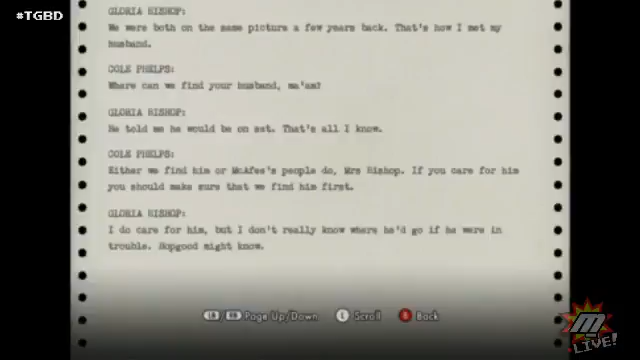 #TGBD
GLORIA BISHOP:
We were both on the same picture a few years back. That's how I met my
husband.
COLE PHELPS:
Where can we find your husband, ma'am?
GLORIA BISHOP:
He told me he would be on set. That's all I know.
COLE PHELPS:
Either we find him or McAfee's people do, Mrs Bishop. If you care for him
you should make sure that we find him first.
GLORIA BISHOP:
I do care for him, but I don't really know where he'd go if he were in
trouble. Hopgood might know.
LB/RB Page Up/Down L Scroll B Back
M
LIVE!